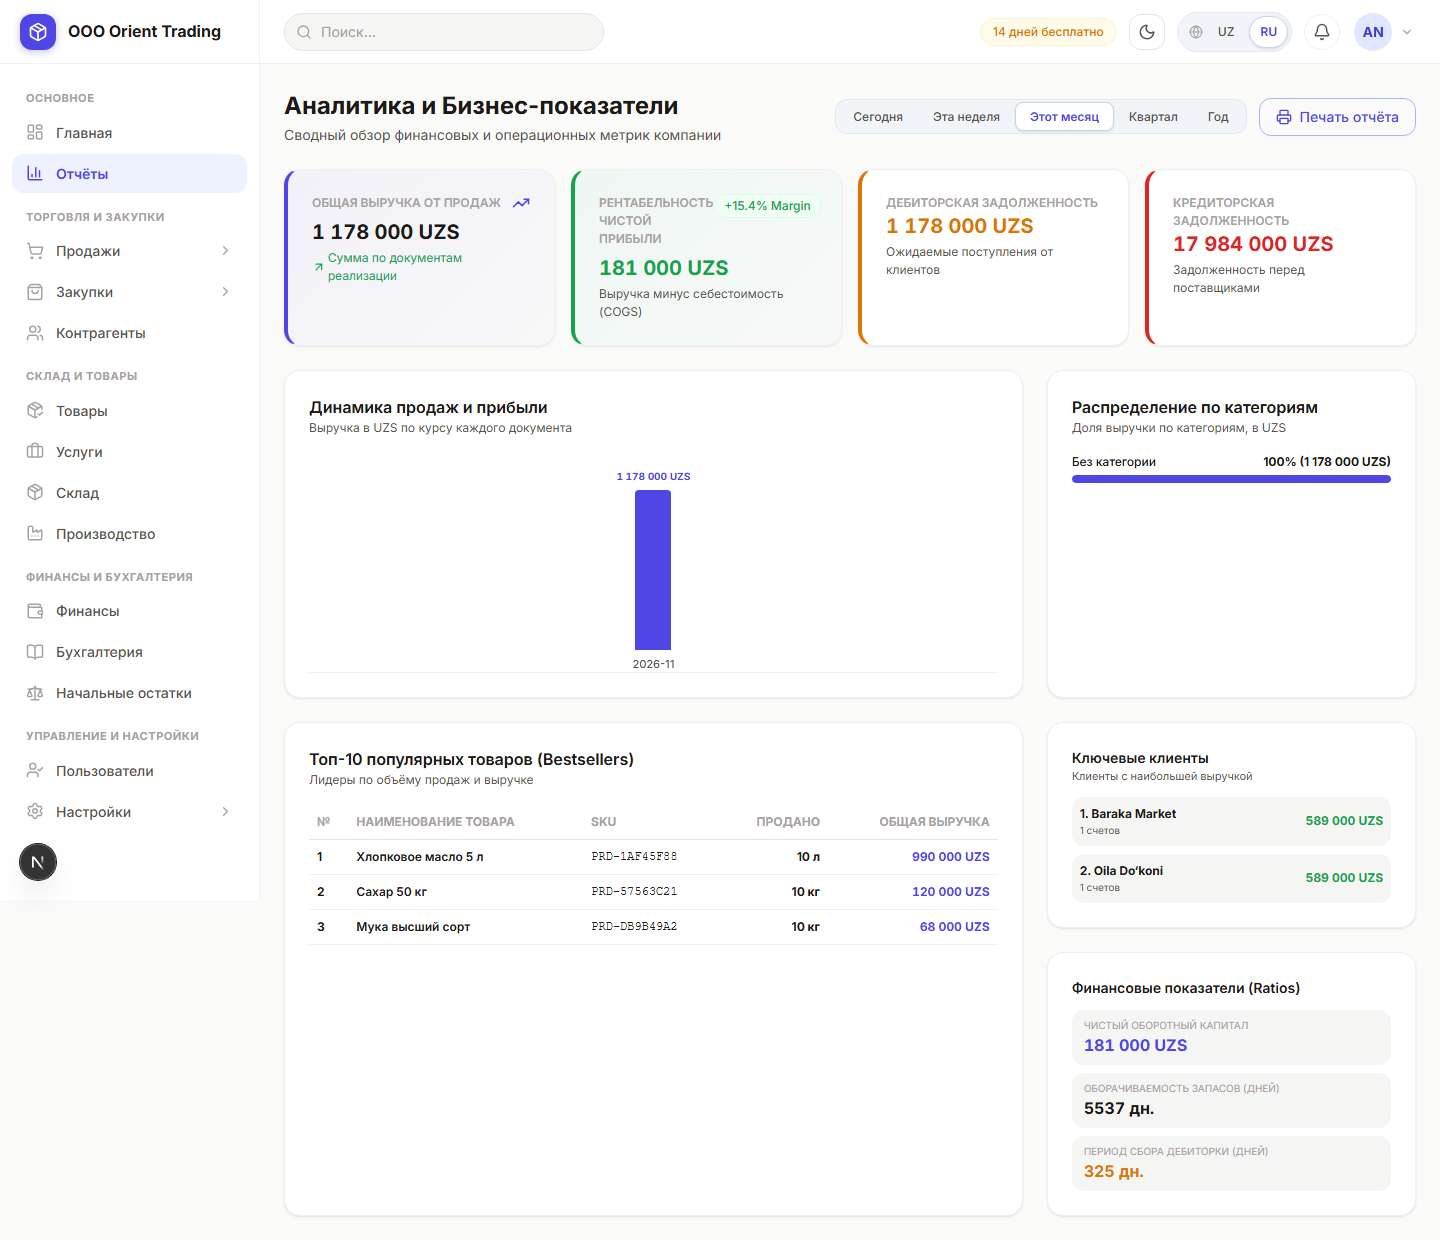 OOO Orient Trading
Поиск...
14 дней бесплатно
UZ
RU
AN
ОСНОВНОЕ
Главная
Отчёты
ТОРГОВЛЯ И ЗАКУПКИ
Продажи
Закупки
Контрагенты
СКЛАД И ТОВАРЫ
Товары
Услуги
Склад
Производство
ФИНАНСЫ И БУХГАЛТЕРИЯ
Финансы
Бухгалтерия
Начальные остатки
УПРАВЛЕНИЕ И НАСТРОЙКИ
Пользователи
Настройки
N
Аналитика и Бизнес-показатели
Сводный обзор финансовых и операционных метрик компании
Сегодня
Эта неделя
Этот месяц
Квартал
Год
Печать отчёта
ОБЩАЯ ВЫРУЧКА ОТ ПРОДАЖ
1 178 000 UZS
Сумма по документам
реализации
РЕНТАБЕЛЬНОСТЬ
ЧИСТОЙ
ПРИБЫЛИ
+15.4% Margin
181 000 UZS
Выручка минус себестоимость
(COGS)
ДЕБИТОРСКАЯ ЗАДОЛЖЕННОСТЬ
1 178 000 UZS
Ожидаемые поступления от
клиентов
КРЕДИТОРСКАЯ
ЗАДОЛЖЕННОСТЬ
17 984 000 UZS
Задолженность перед
поставщиками
Динамика продаж и прибыли
Выручка в UZS по курсу каждого документа
1 178 000 UZS
2026-11
Распределение по категориям
Доля выручки по категориям, в UZS
Без категории 100% (1 178 000 UZS)
Топ-10 популярных товаров (Bestsellers)
Лидеры по объёму продаж и выручке
№ НАИМЕНОВАНИЕ ТОВАРА SKU ПРОДАНО ОБЩАЯ ВЫРУЧКА
1 Хлопковое масло 5 л PRD-1AF45F88 10 л 990 000 UZS
2 Сахар 50 кг PRD-57563C21 10 кг 120 000 UZS
3 Мука высший сорт PRD-DB9B49A2 10 кг 68 000 UZS
Ключевые клиенты
Клиенты с наибольшей выручкой
1. Baraka Market
1 счетов
589 000 UZS
2. Oila Do'koni
1 счетов
589 000 UZS
Финансовые показатели (Ratios)
ЧИСТЫЙ ОБОРОТНЫЙ КАПИТАЛ
181 000 UZS
ОБОРАЧИВАЕМОСТЬ ЗАПАСОВ (ДНЕЙ)
5537 дн.
ПЕРИОД СБОРА ДЕБИТОРКИ (ДНЕЙ)
325 дн.